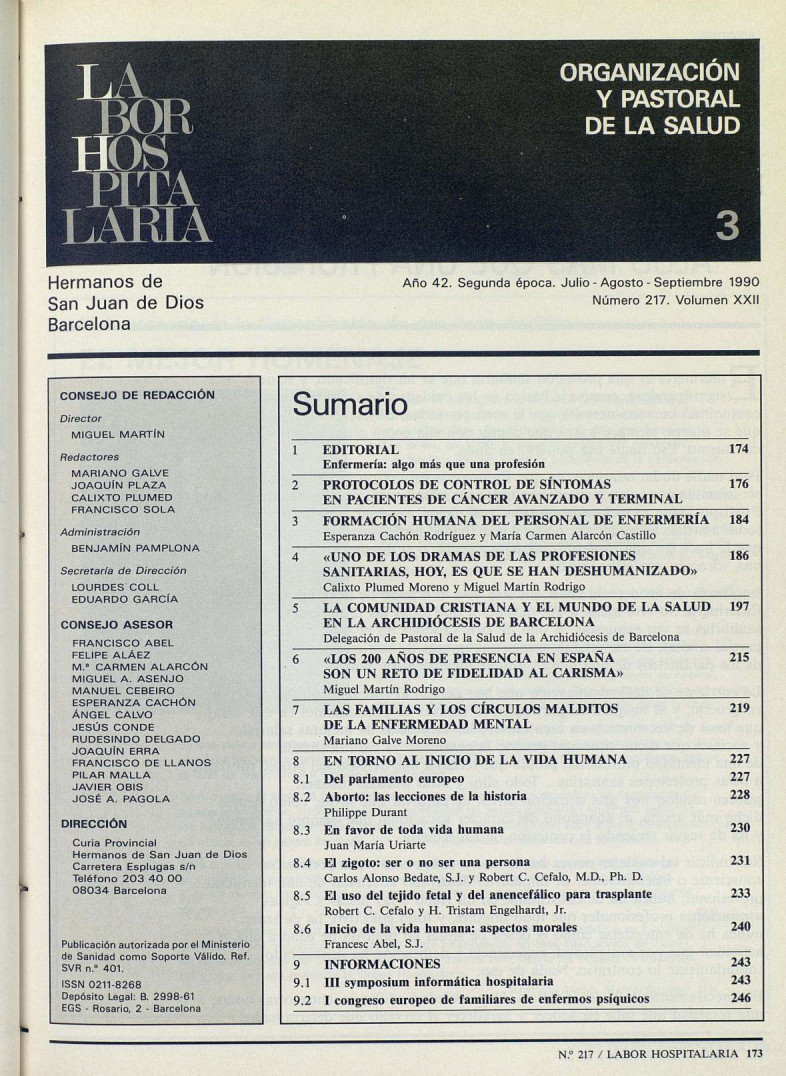 LA
BOR
HOS
PITA
LARIA
ORGANIZACIÓN
Y PASTORAL
DE LA SALUD
3
Hermanos de
San Juan de Dios
Barcelona
Año 42. Segunda época. Julio - Agosto - Septiembre 1990
Número 217. Volumen XXII
CONSEJO DE REDACCIÓN
Director
MIGUEL MARTÍN
Redactores
MARIANO GALVE
JOAQUÍN PLAZA
CALIXTO PLUMED
FRANCISCO SOLA
Administración
BENJAMÍN PAMPLONA
Secretaría de Dirección
LOURDES COLL
EDUARDO GARCÍA
CONSEJO ASESOR
FRANCISCO ABEL
FELIPE ALÁEZ
M.ª CARMEN ALARCÓN
MIGUEL A. ASENJO
MANUEL CEBEIRO
ESPERANZA CACHÓN
ÁNGEL CALVO
JESÚS CONDE
RUDESINDO DELGADO
JOAQUÍN ERRA
FRANCISCO DE LLANOS
PILAR MALLA
JAVIER OBIS
JOSÉ A. PAGOLA
DIRECCIÓN
Curia Provincial
Hermanos de San Juan de Dios
Carretera Esplugas s/n
Teléfono 203 40 00
08034 Barcelona
Publicación autorizada por el Ministerio
de Sanidad como Soporte Válido. Ref.
SVR n.º 401.
ISSN 0211-8268
Depósito Legal: B. 2998-61
EGS - Rosario, 2 - Barcelona
Sumario
1 EDITORIAL 174
Enfermería: algo más que una profesión
2 PROTOCOLOS DE CONTROL DE SÍNTOMAS 176
EN PACIENTES DE CÁNCER AVANZADO Y TERMINAL
3 FORMACIÓN HUMANA DEL PERSONAL DE ENFERMERÍA 184
Esperanza Cachón Rodríguez y María Carmen Alarcón Castillo
4 «UNO DE LOS DRAMAS DE LAS PROFESIONES 186
SANITARIAS, HOY, ES QUE SE HAN DESHUMANIZADO»
Calixto Plumed Moreno y Miguel Martín Rodrigo
5 LA COMUNIDAD CRISTIANA Y EL MUNDO DE LA SALUD 197
EN LA ARCHIDIÓCESIS DE BARCELONA
Delegación de Pastoral de la Salud de la Archidiócesis de Barcelona
6 «LOS 200 AÑOS DE PRESENCIA EN ESPAÑA 215
SON UN RETO DE FIDELIDAD AL CARISMA»
Miguel Martín Rodrigo
7 LAS FAMILIAS Y LOS CÍRCULOS MALDITOS 219
DE LA ENFERMEDAD MENTAL
Mariano Galve Moreno
8 EN TORNO AL INICIO DE LA VIDA HUMANA 227
8.1 Del parlamento europeo 227
8.2 Aborto: las lecciones de la historia 228
Philippe Durant
8.3 En favor de toda vida humana 230
Juan María Uriarte
8.4 El zigoto: ser o no ser una persona 231
Carlos Alonso Bedate, S.J. y Robert C. Cefalo, M.D., Ph. D.
8.5 El uso del tejido fetal y del anencefálico para trasplante 233
Robert C. Cefalo y H. Tristam Engelhardt, Jr.
8.6 Inicio de la vida humana: aspectos morales 240
Francesc Abel, S.J.
9 INFORMACIONES 243
9.1 III symposium informática hospitalaria 243
9.2 I congreso europeo de familiares de enfermos psíquicos 246
N.º 217 / LABOR HOSPITALARIA 173